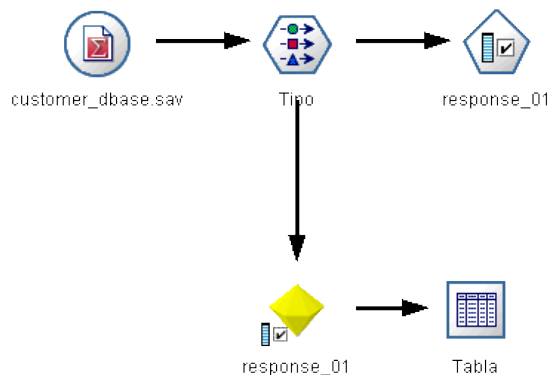 customer_dbase.sav
Tipo
response_01
response_01
Tabla